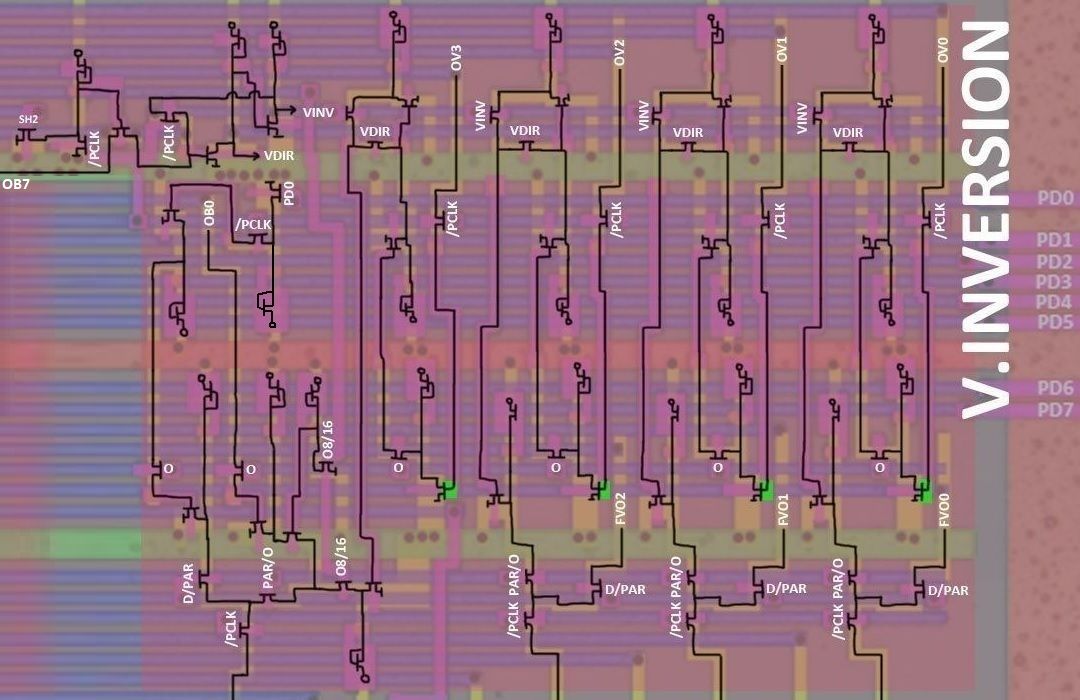 OV3
OV2
OV1
OV0
SH2
/PCLK
/PCLK
VINV
VDIR
OB7
VDIR
VINV
VDIR
VINV
VDIR
VINV
VDIR
V.INVERSION
OB0
/PCLK
PD0
/PCLK
/PCLK
/PCLK
/PCLK
PD0
PD1
PD2
PD3
PD4
PD5
PD6
PD7
O
O
O8/16
O
O
O
O
FVO2
FVO1
FVO0
D/PAR
PAR/O
O8/16
/PCLK
/PCLK PAR/O
D/PAR
/PCLK PAR/O
D/PAR
/PCLK PAR/O
D/PAR